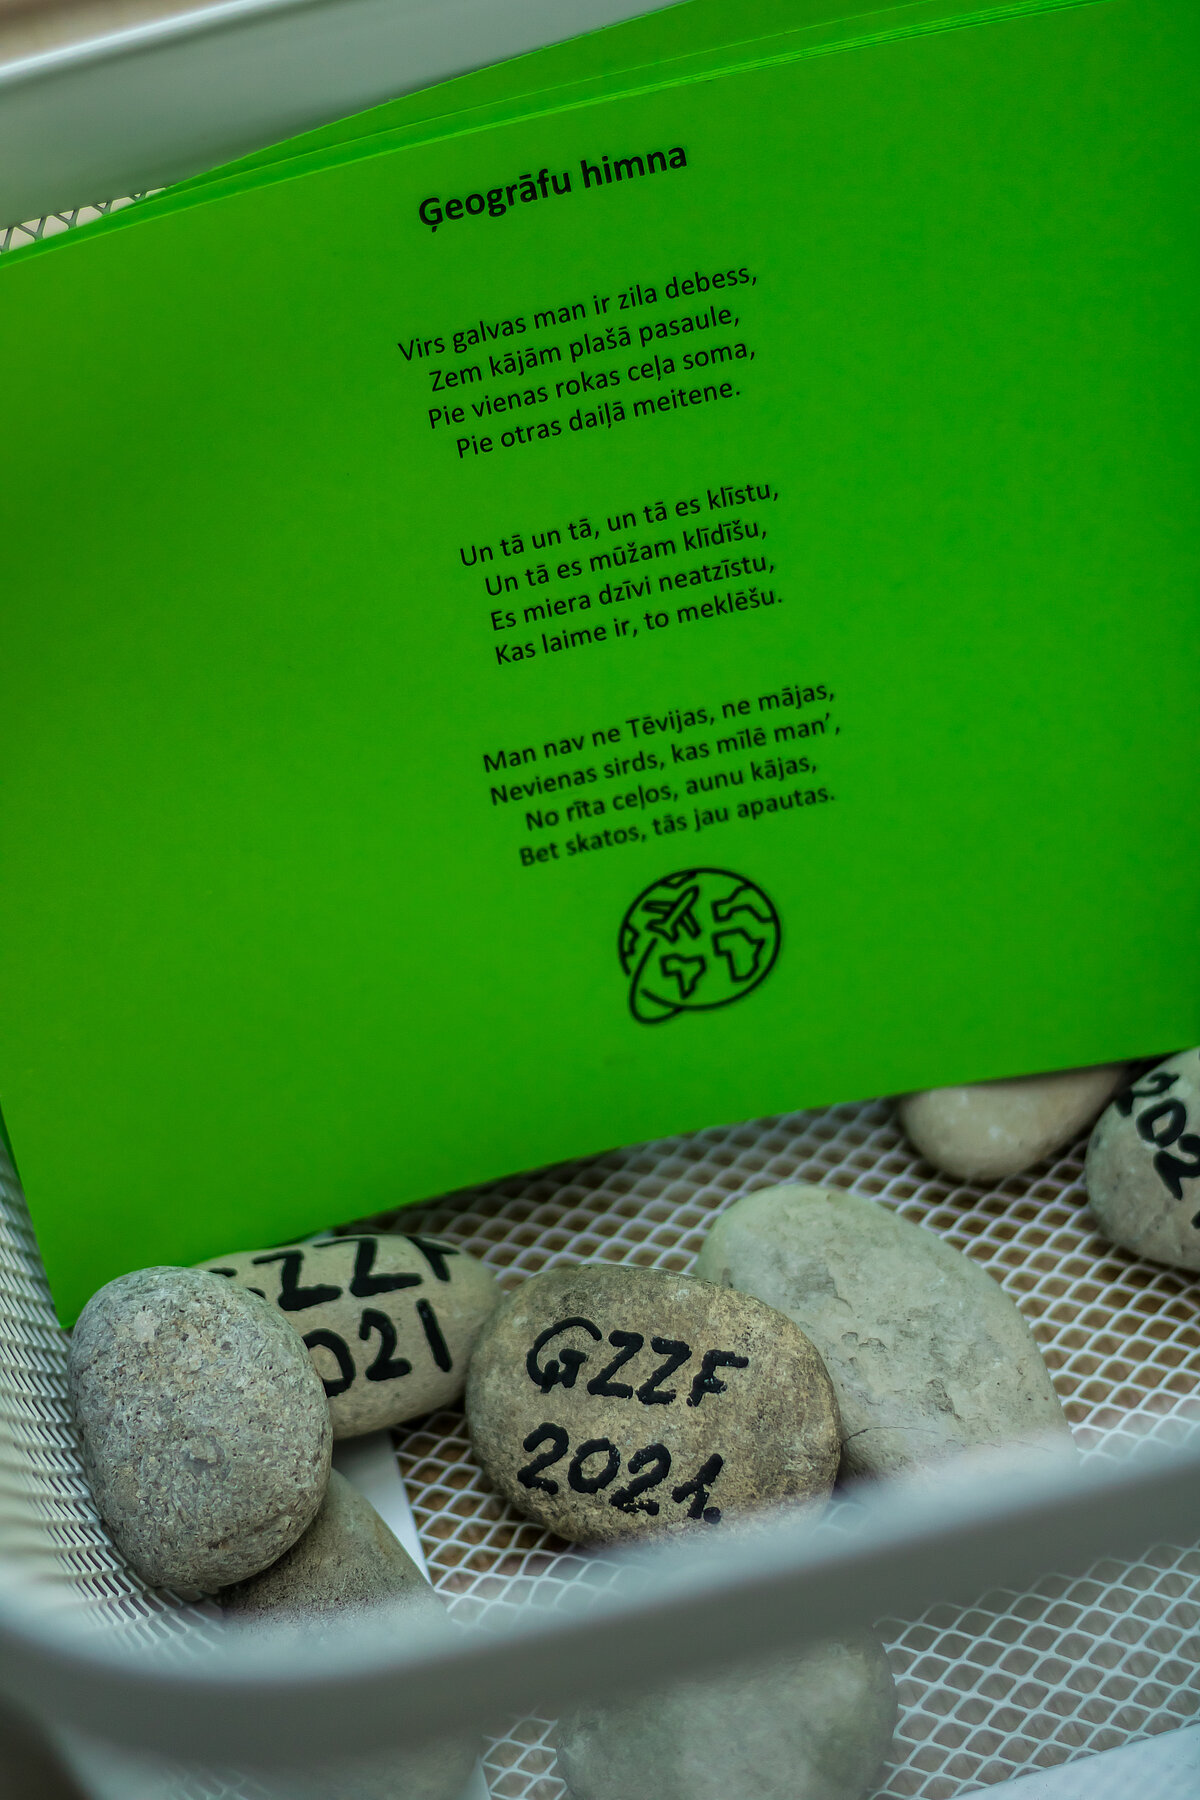 Ģeogrāfu himna
Virs galvas man ir zila debess,
Zem kājām plašā pasaule,
Pie vienas rokas ceļa soma,
Pie otras daiļā meitene.
Un tā un tā, un tā es klīstu,
Un tā es mūžam klīdīšu,
Es miera dzīvi neatzīstu,
Kas laime ir, to meklēšu.
Man nav ne Tēvijas, ne mājas,
Nevienas sirds, kas mīlē man’,
No rīta ceļos, aunu kājas,
Bet skatos, tās jau apautas.
GZZF
2021.